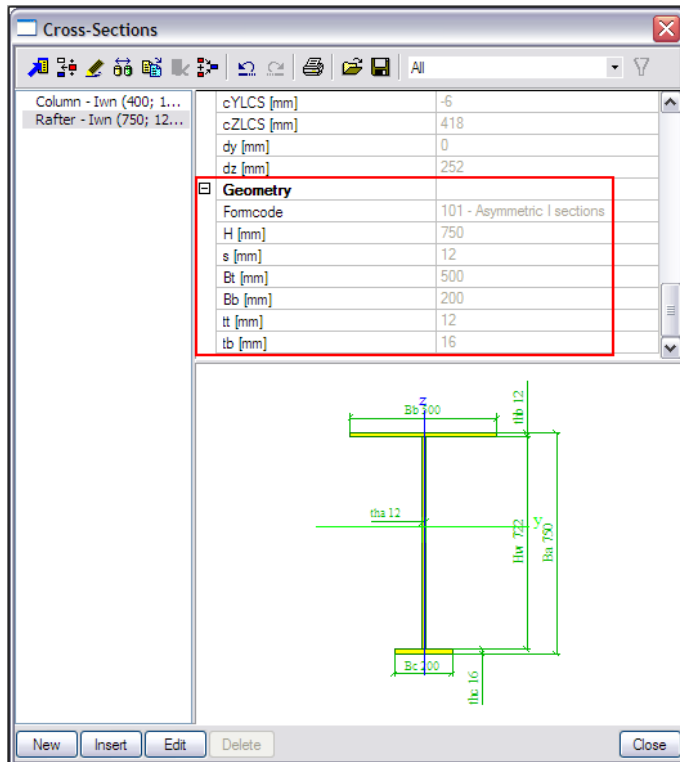 Cross-Sections
All
Column - Iwn (400; 1...
Rafter - Iwn (750; 12...
cYLCS [mm] -6
cZLCS [mm] 418
dy [mm] 0
dz [mm] 252
Geometry
Formcode 101 - Asymmetric I sections
H [mm] 750
s [mm] 12
Bt [mm] 500
Bb [mm] 200
tt [mm] 12
tb [mm] 16
z
Bb 500
thb 12
tha 12
y
Hw 722
Ba 750
Bc 200
thc 16
New
Insert
Edit
Delete
Close